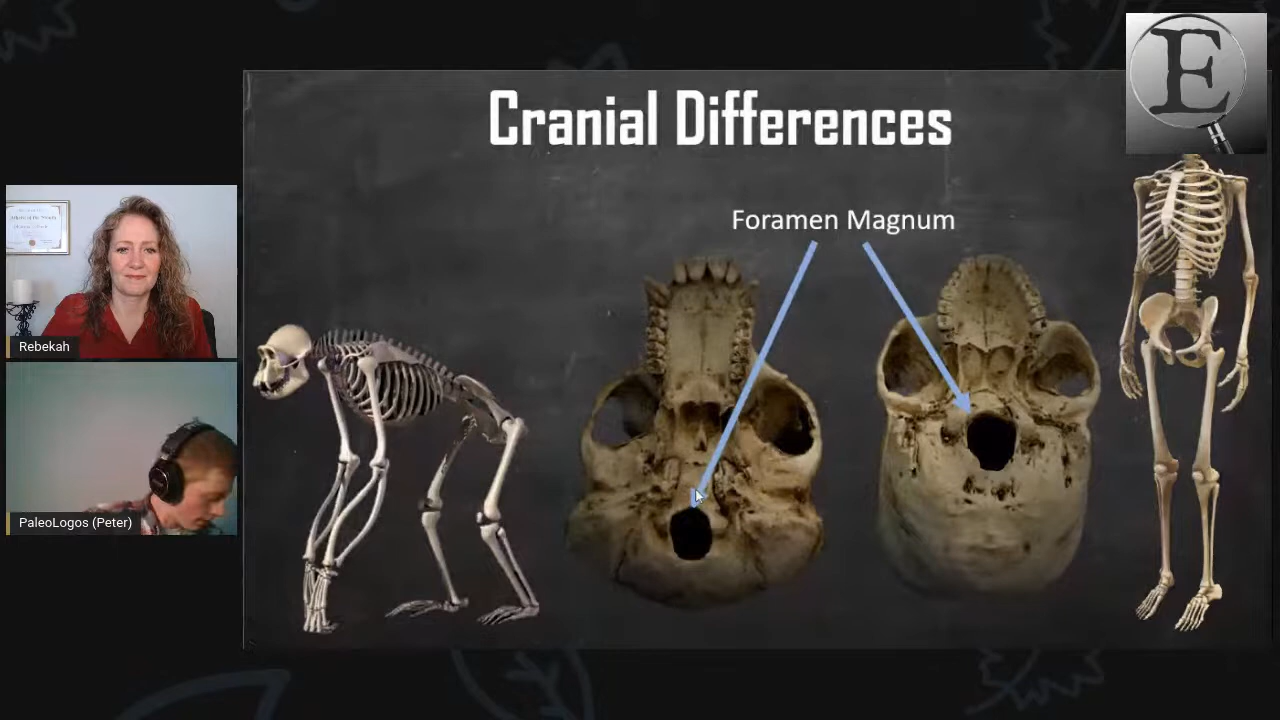 Cranial Differences
E
Foramen Magnum
Rebekah
PaleoLogos (Peter)